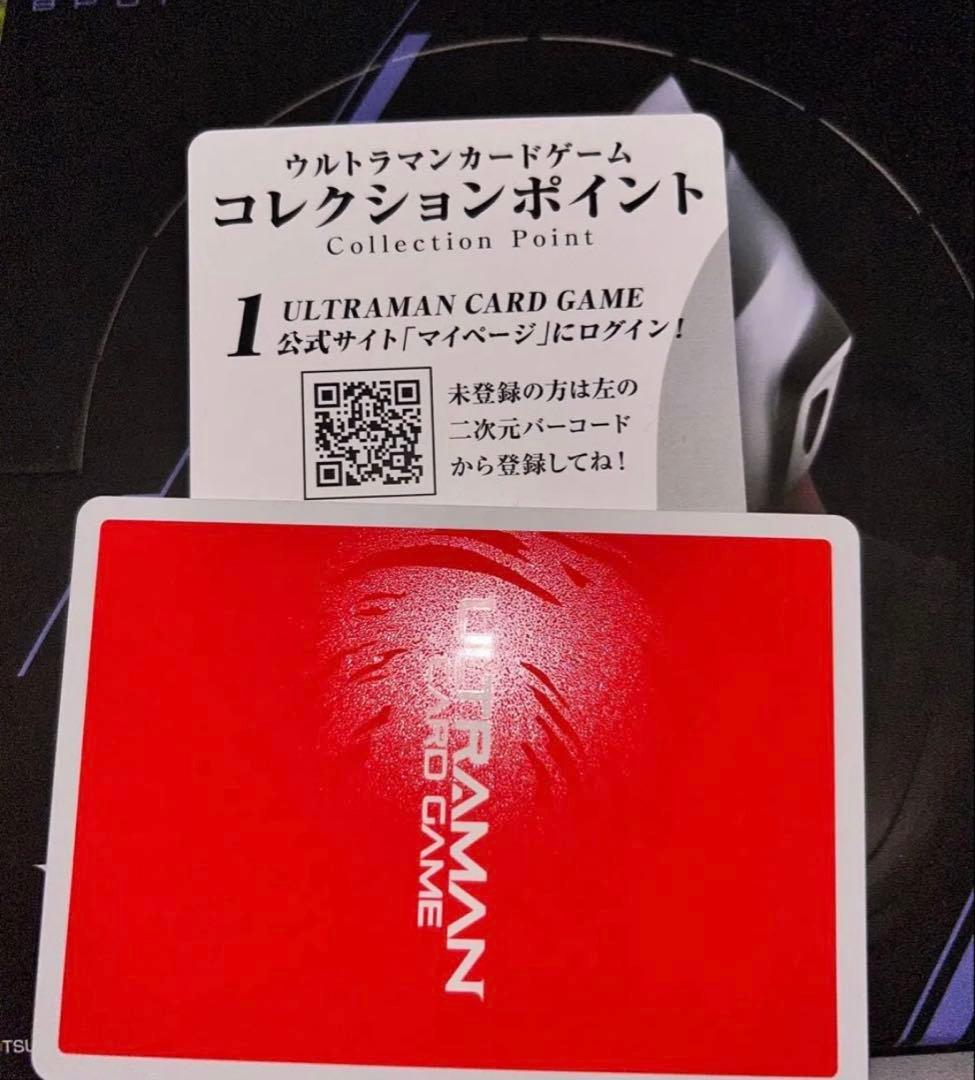 ウルトラマンカードゲーム
コレクションポイント
Collection Point
1 ULTRAMAN CARD GAME
公式サイト「マイページ」にログイン!
未登録の方は左の
二次元バーコード
から登録してね!
ULTRAMAN
CARD GAME
TSU